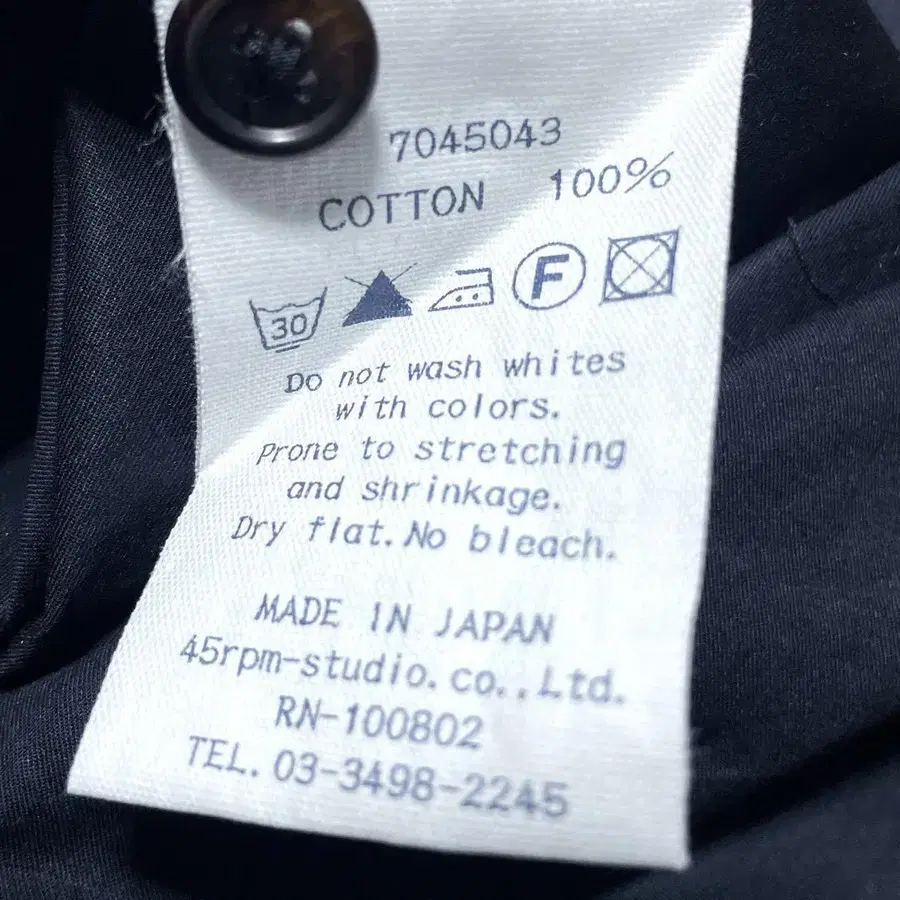 7045043
COTTON 100%
30 F
Do not wash whites
with colors.
Prone to stretching
and shrinkage.
Dry flat. No bleach.
MADE IN JAPAN
45rpm-studio.co.,Ltd.
RN-100802
TEL. 03-3498-2245